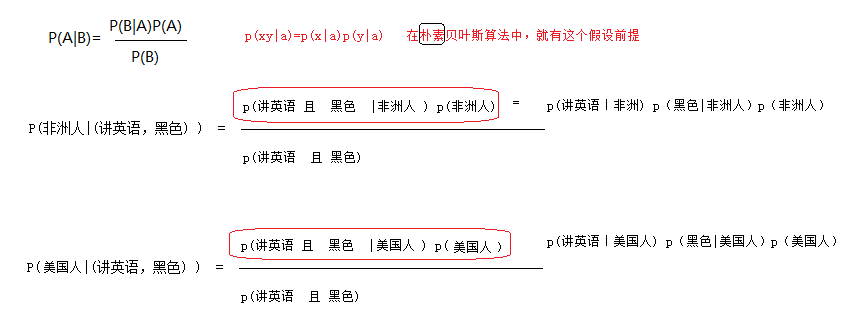 P(A|B)= P(B|A)P(A) / P(B)
p(xy|a)=p(x|a)p(y|a) 在朴素贝叶斯算法中，就有这个假设前提
p(讲英语 且 黑色 |非洲人 ) p(非洲人) = p(讲英语|非洲) p（黑色|非洲人）p（非洲人）
P(非洲人|(讲英语，黑色）) =
p(讲英语 且 黑色)
p(讲英语 且 黑色 |美国人 ) p( 美国人 ) p(讲英语|美国人) p（黑色|美国人）p（美国人）
P(美国人|(讲英语，黑色）) =
p(讲英语 且 黑色)